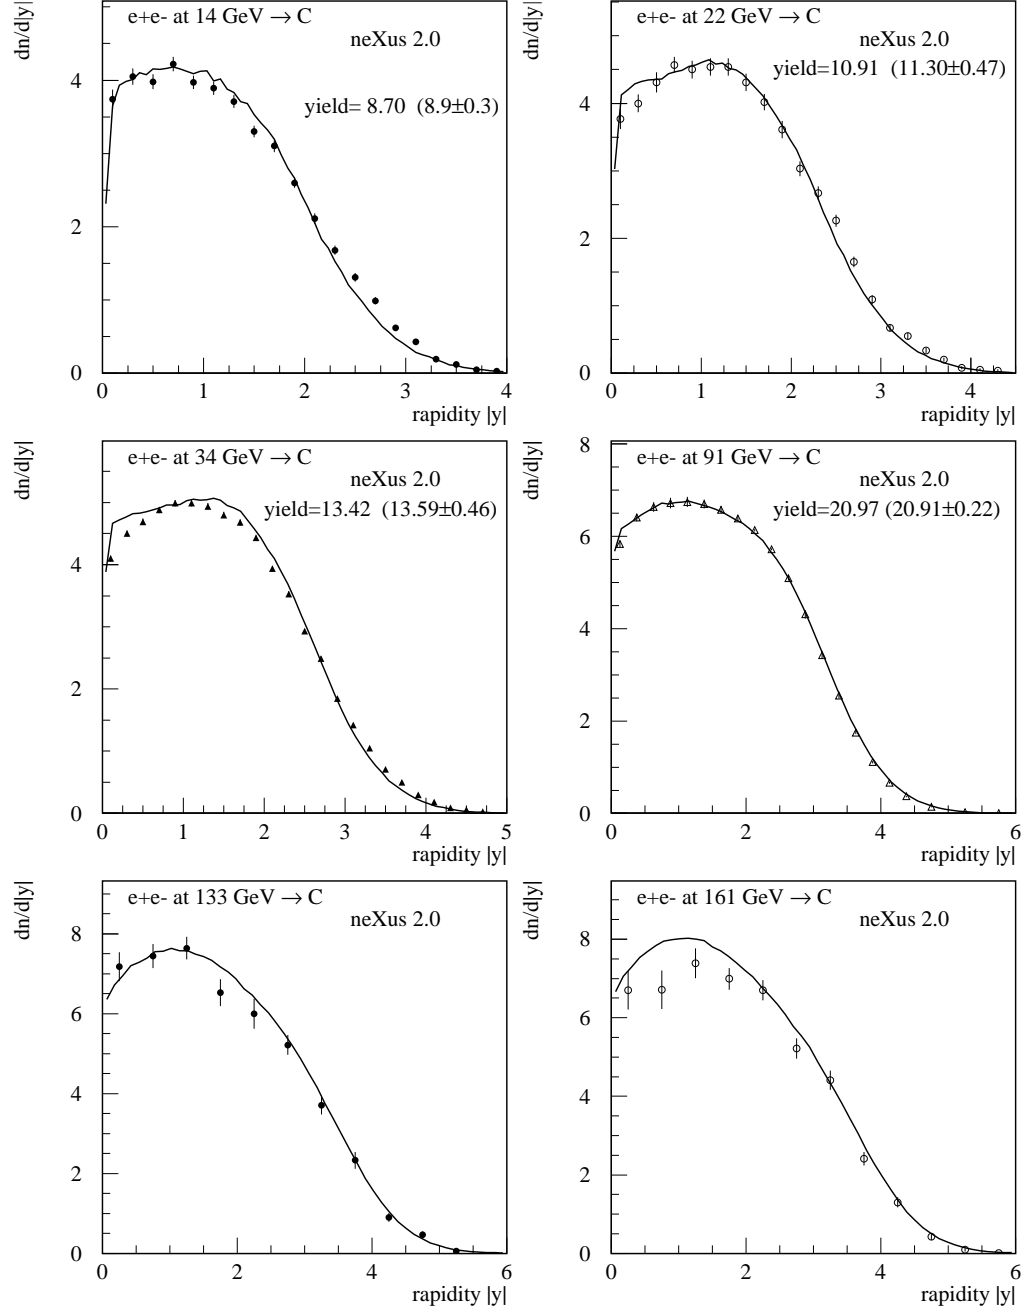 dn/d|y|
e+e- at 14 GeV → C
neXus 2.0
yield= 8.70 (8.9±0.3)
4
2
0
0 1 2 3 4
rapidity |y|
dn/d|y|
e+e- at 22 GeV → C
neXus 2.0
yield=10.91 (11.30±0.47)
4
2
0
0 1 2 3 4
rapidity |y|
dn/d|y|
e+e- at 34 GeV → C
neXus 2.0
yield=13.42 (13.59±0.46)
4
2
0
0 1 2 3 4 5
rapidity |y|
dn/d|y|
e+e- at 91 GeV → C
neXus 2.0
yield=20.97 (20.91±0.22)
8
6
4
2
0
0 2 4 6
rapidity |y|
dn/d|y|
e+e- at 133 GeV → C
neXus 2.0
8
6
4
2
0
0 2 4 6
rapidity |y|
dn/d|y|
e+e- at 161 GeV → C
neXus 2.0
8
6
4
2
0
0 2 4 6
rapidity |y|